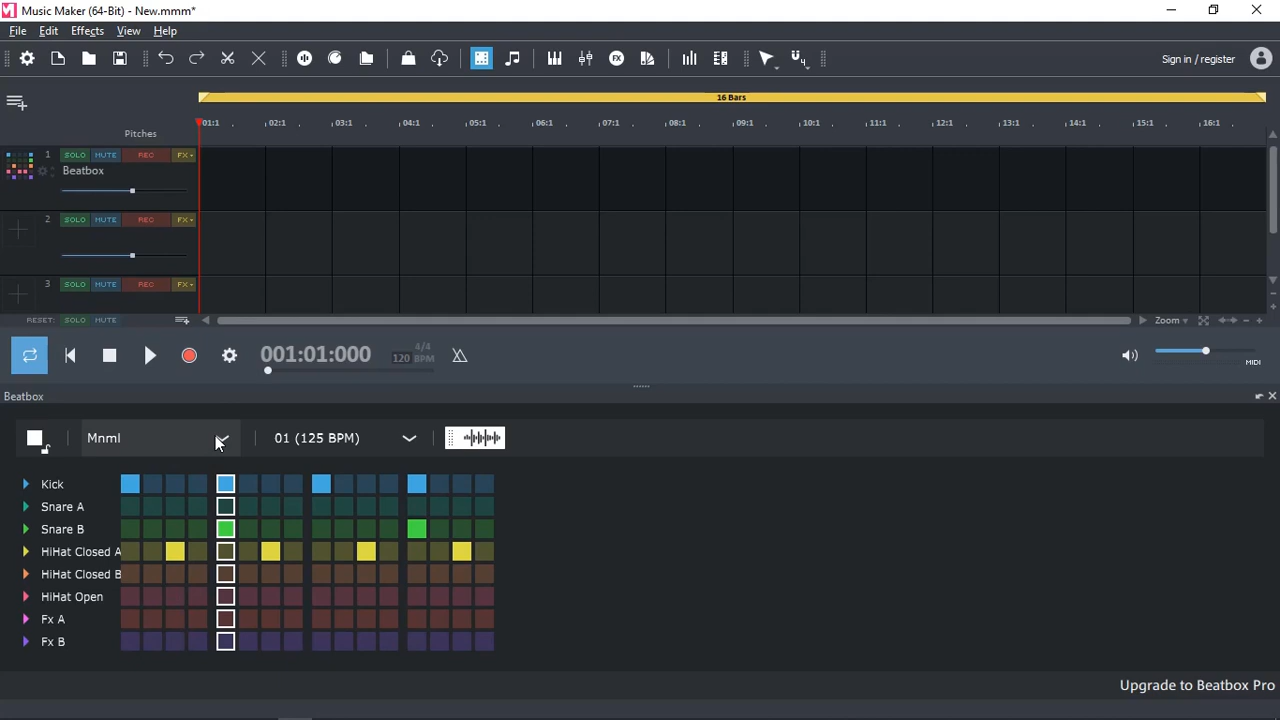 Music Maker (64-Bit) - New.mmm*
File Edit Effects View Help
Sign in / register
16 Bars
Pitches 01:1 02:1 03:1 04:1 05:1 06:1 07:1 08:1 09:1 10:1 11:1 12:1 13:1 14:1 15:1 16:1
1 SOLO MUTE REC FX
Beatbox
2 SOLO MUTE REC FX
3 SOLO MUTE REC FX
RESET: SOLO MUTE Zoom
001:01:000 4/4
120 BPM
MIDI
Beatbox
Mnml 01 (125 BPM)
Kick
Snare A
Snare B
HiHat Closed A
HiHat Closed B
HiHat Open
Fx A
Fx B
Upgrade to Beatbox Pro